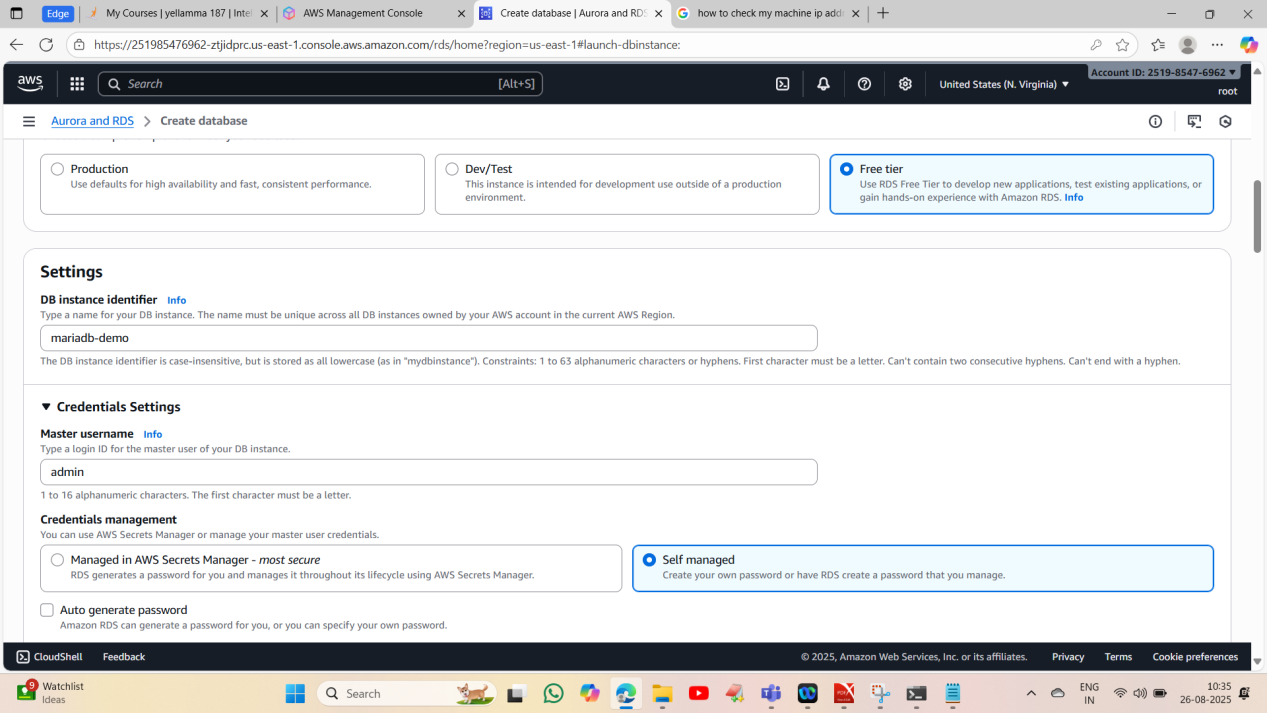 Edge
My Courses | yellamma 187 | Intel
AWS Management Console
Create database | Aurora and RDS
how to check my machine ip addr
https://251985476962-ztjidprc.us-east-1.console.aws.amazon.com/rds/home?region=us-east-1#launch-dbinstance:
aws
Search
[Alt+S]
United States (N. Virginia)
Account ID: 2519-8547-6962
root
Aurora and RDS
Create database
Production
Use defaults for high availability and fast, consistent performance.
Dev/Test
This instance is intended for development use outside of a production
environment.
Free tier
Use RDS Free Tier to develop new applications, test existing applications, or
gain hands-on experience with Amazon RDS. Info
Settings
DB instance identifier Info
Type a name for your DB instance. The name must be unique across all DB instances owned by your AWS account in the current AWS Region.
mariadb-demo
The DB instance identifier is case-insensitive, but is stored as all lowercase (as in "mydbinstance"). Constraints: 1 to 63 alphanumeric characters or hyphens. First character must be a letter. Can't contain two consecutive hyphens. Can't end with a hyphen.
Credentials Settings
Master username Info
Type a login ID for the master user of your DB instance.
admin
1 to 16 alphanumeric characters. The first character must be a letter.
Credentials management
You can use AWS Secrets Manager or manage your master user credentials.
Managed in AWS Secrets Manager - most secure
RDS generates a password for you and manages it throughout its lifecycle using AWS Secrets Manager.
Self managed
Create your own password or have RDS create a password that you manage.
Auto generate password
Amazon RDS can generate a password for you, or you can specify your own password.
CloudShell
Feedback
© 2025, Amazon Web Services, Inc. or its affiliates.
Privacy
Terms
Cookie preferences
9
Watchlist
Ideas
Search
ENG
IN
10:35
26-08-2025